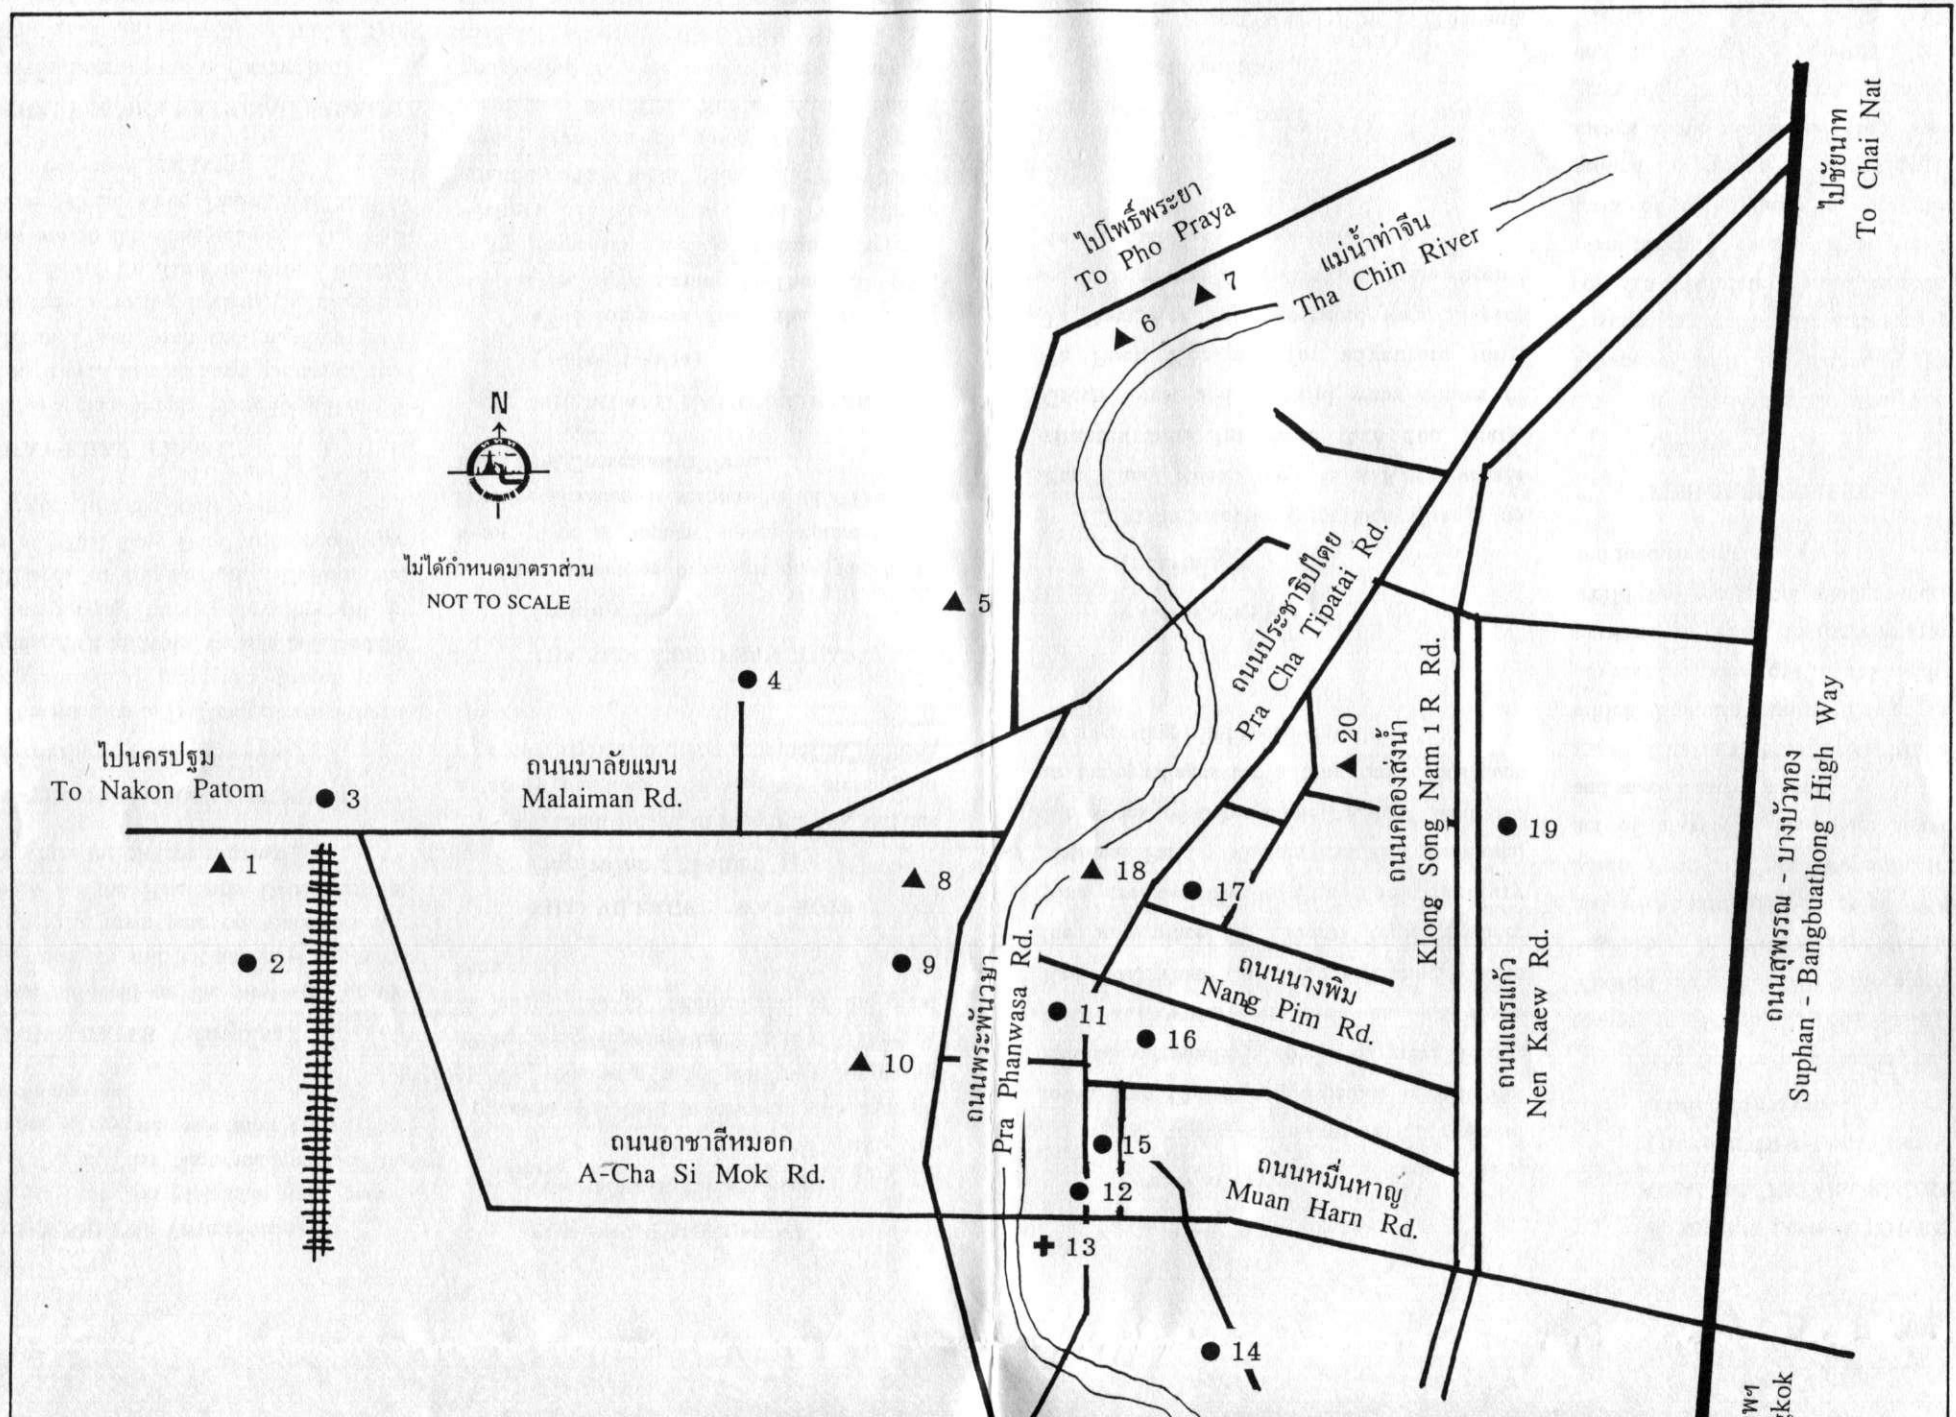 ไปชัยนาท
To Chai Nat
ไปโพธิ์พระยา
To Pho Praya
แม่น้ำท่าจีน
Tha Chin River
7
6
N
ไม่ได้กำหนดมาตราส่วน
NOT TO SCALE
5
4
ถนนประชาธิปไตย
Pra Cha Tipatai Rd.
20
ถนนคลองส่งน้ำ
Klong Song Nam 1 R Rd.
ถนนสุพรรณ - บางบัวทอง
Suphan - Bangbuathong High Way
ไปนครปฐม
To Nakon Patom
3
ถนนมาลัยแมน
Malaiman Rd.
19
1
8
18
17
2
9
ถนนพระพันวษา
Pra Phanwasa Rd.
ถนนนางพิม
Nang Pim Rd.
ถนนเณรแก้ว
Nen Kaew Rd.
11
16
10
ถนนอาชาสีหมอก
A-Cha Si Mok Rd.
15
12
ถนนหมื่นหาญ
Muan Harn Rd.
13
14